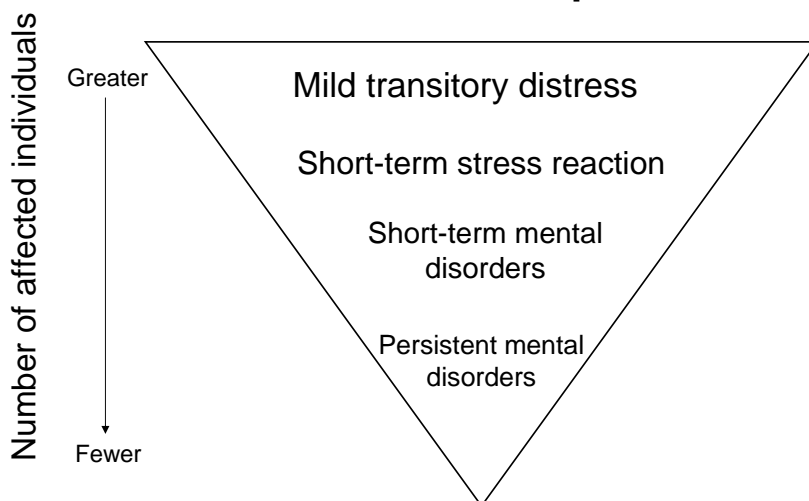 Number of affected individuals
Greater
Fewer
Mild transitory distress
Short-term stress reaction
Short-term mental
disorders
Persistent mental
disorders